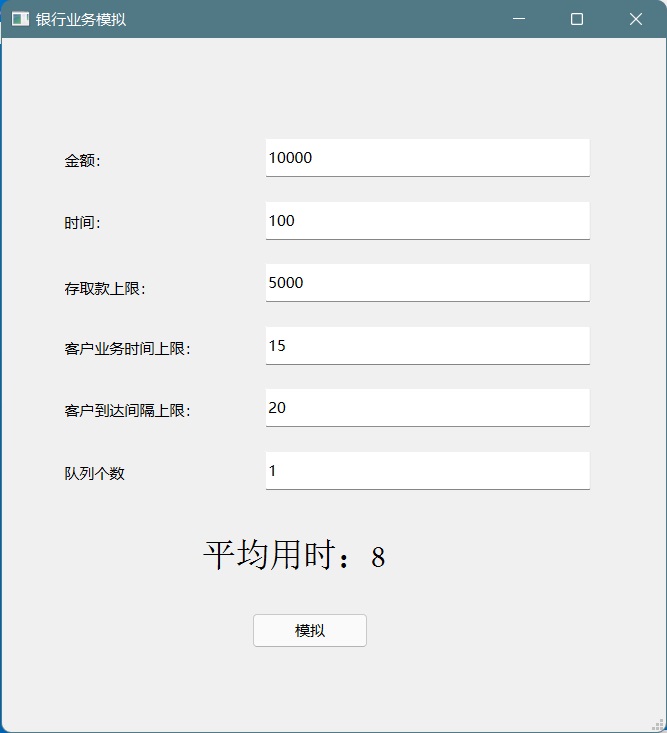 银行业务模拟
金额：
10000
时间：
100
存取款上限：
5000
客户业务时间上限：
15
客户到达间隔上限：
20
队列个数
1
平均用时：8
模拟